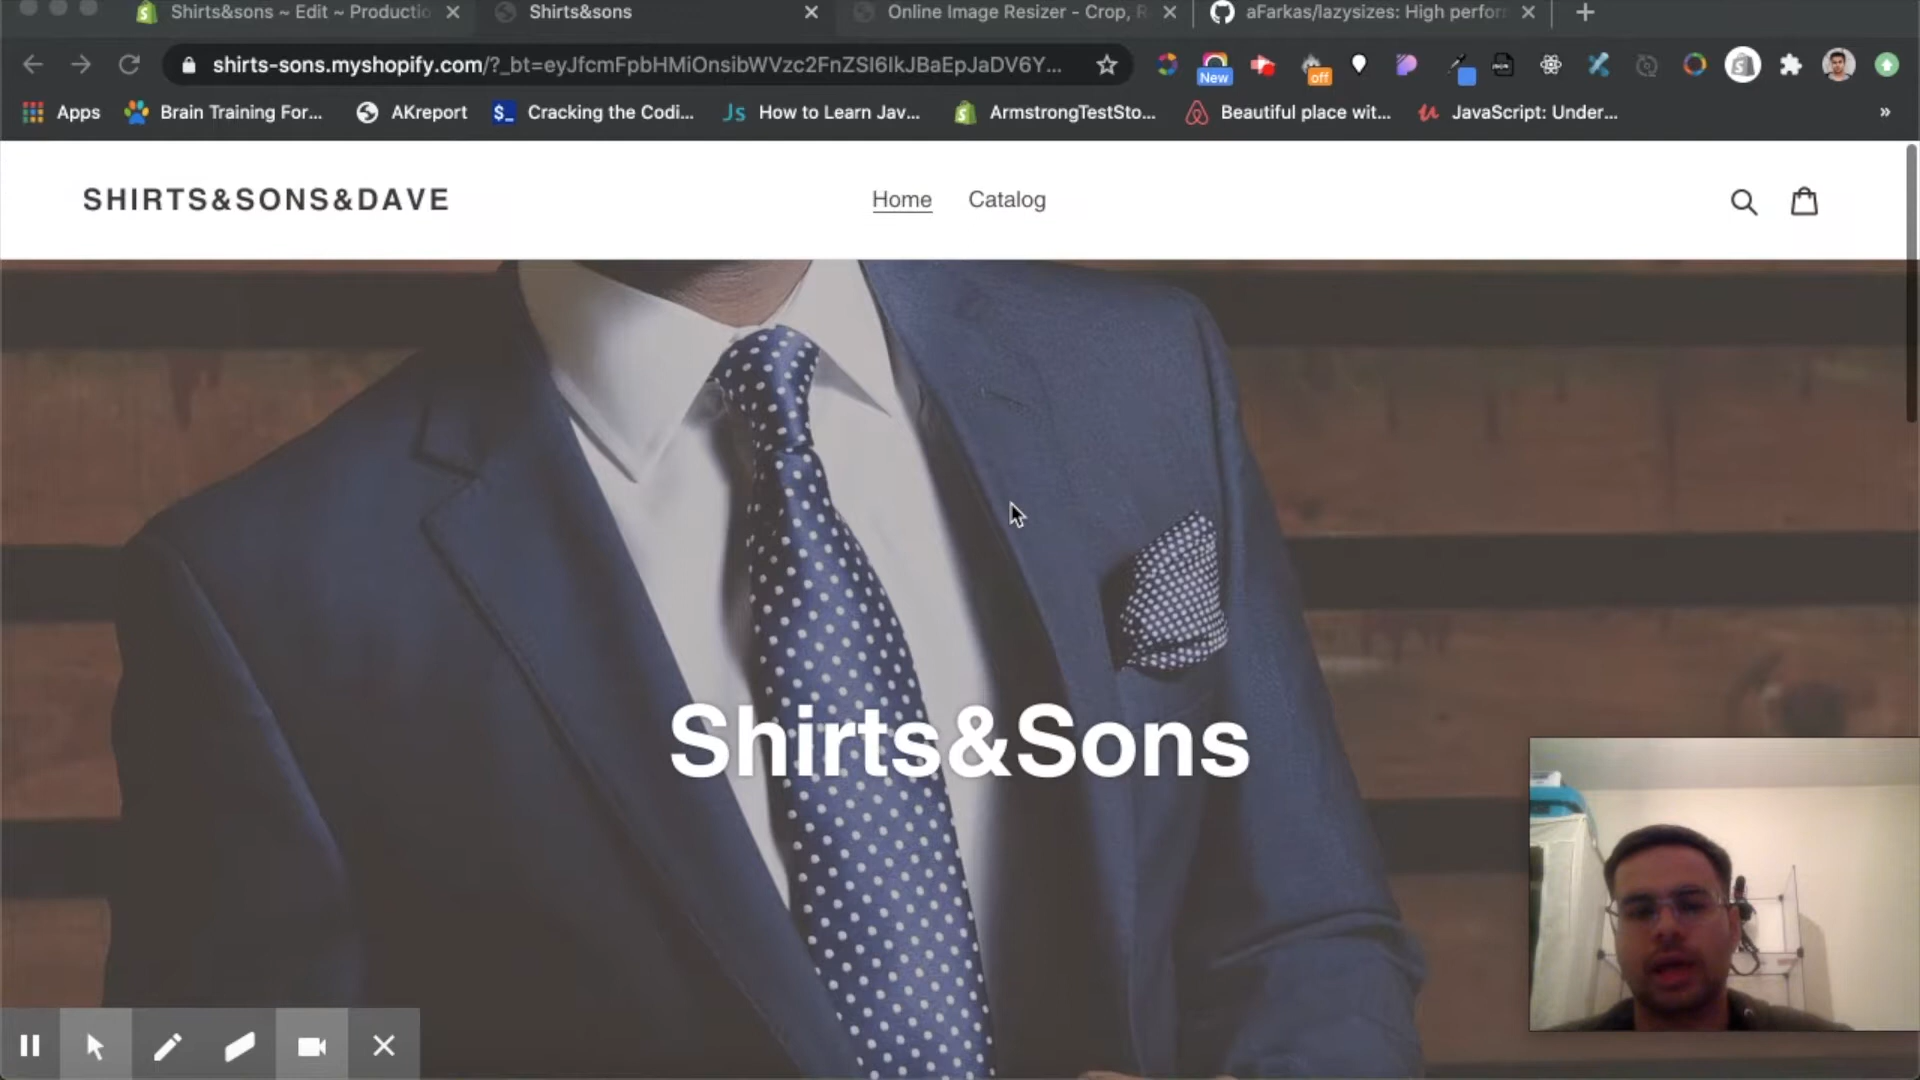 Shirts&sons ~ Edit ~ Productio
Shirts&sons
Online Image Resizer - Crop, R
aFarkas/lazysizes: High perfor
shirts-sons.myshopify.com/?_bt=eyJfcmFpbHMiOnsibWVzc2FnZSI6IkJBaEpJaDV6Y...
New
off
Apps
Brain Training For...
AKreport
$_
Cracking the Codi...
Js
How to Learn Jav...
ArmstrongTestSto...
Beautiful place wit...
JavaScript: Under...
»
SHIRTS&SONS&DAVE
Home
Catalog
Shirts&Sons